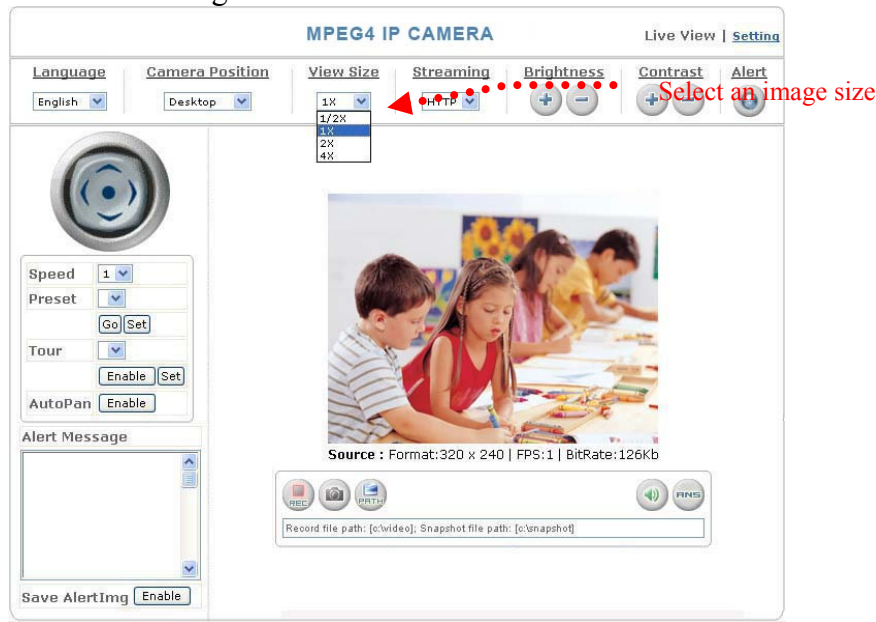 MPEG4 IP CAMERA
Live View | Setting
Language Camera Position View Size Streaming Brightness Contrast Alert
English Desktop 1X HTTP
Select an image size
1/2X
1X
2X
4X
Speed 1
Preset
Go Set
Tour
Enable Set
AutoPan Enable
Alert Message
Source : Format:320 x 240 | FPS:1 | BitRate:126Kb
REC PATH ANS
Record file path: [c:\video]; Snapshot file path: [c:\snapshot]
Save AlertImg Enable